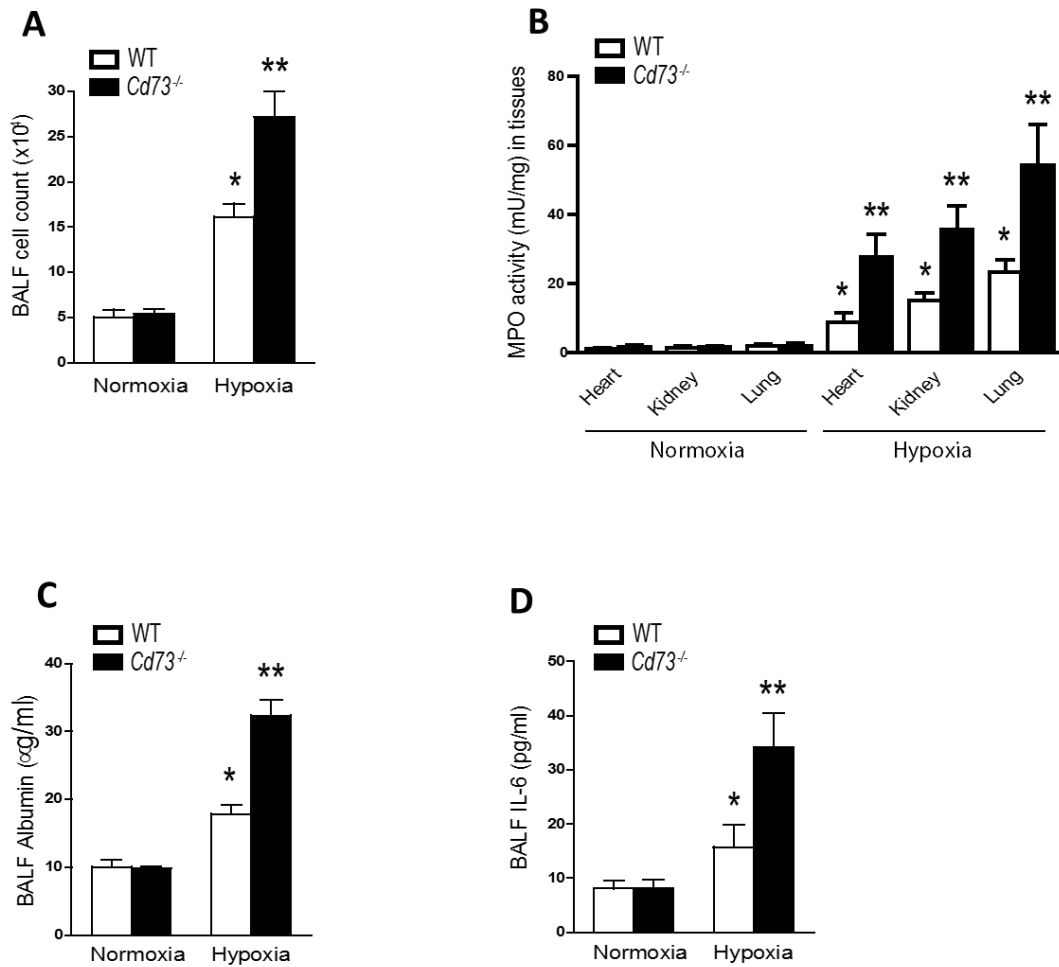 A
WT
Cd73-/-
BALF cell count (x10⁴)
30
25
20
15
10
5
0
*
**
Normoxia
Hypoxia
B
WT
Cd73-/-
MPO activity (mU/mg) in tissues
80
60
40
20
0
*
**
*
**
*
**
Heart
Kidney
Lung
Heart
Kidney
Lung
Normoxia
Hypoxia
C
WT
Cd73-/-
BALF Albumin (αg/ml)
40
30
20
10
0
*
**
Normoxia
Hypoxia
D
WT
Cd73-/-
BALF IL-6 (pg/ml)
50
40
30
20
10
0
*
**
Normoxia
Hypoxia